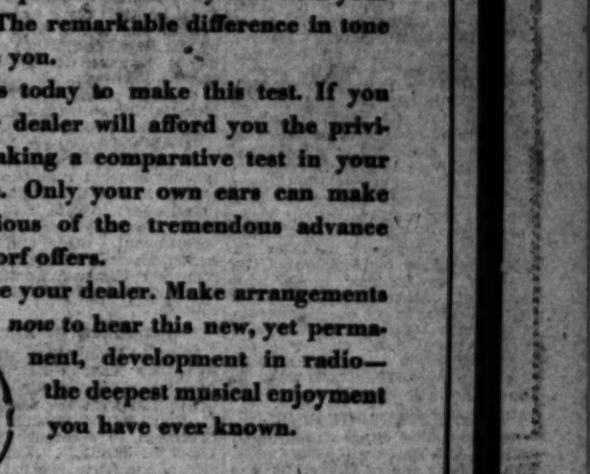 The remarkable difference in tone
you.
s today to make this test. If you
dealer will afford you the privi-
aking a comparative test in your
. Only your own ears can make
ious of the tremendous advance
orf offers.
e your dealer. Make arrangements
now to hear this new, yet perma-
nent, development in radio—
the deepest musical enjoyment
you have ever known.